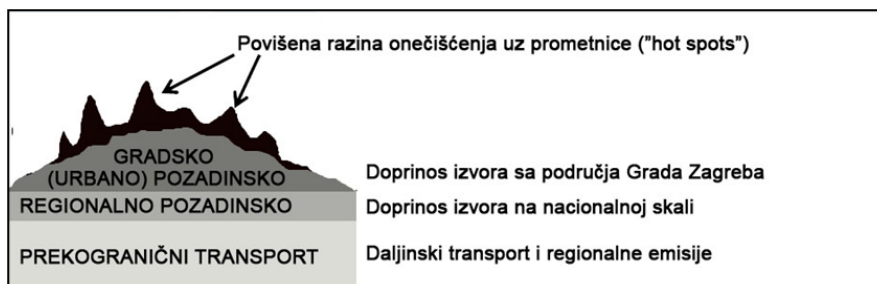 Povišena razina onečišćenja uz prometnice ("hot spots")
GRADSKO
(URBANO) POZADINSKO
Doprinos izvora sa područja Grada Zagreba
REGIONALNO POZADINSKO
Doprinos izvora na nacionalnoj skali
PREKOGRANIČNI TRANSPORT
Daljinski transport i regionalne emisije